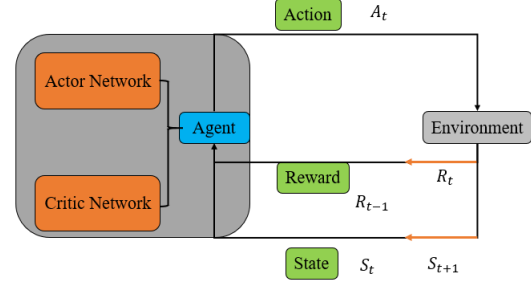 Action
A_t
Actor Network
Agent
Environment
Reward
R_t
R_{t-1}
Critic Network
State
S_t
S_{t+1}